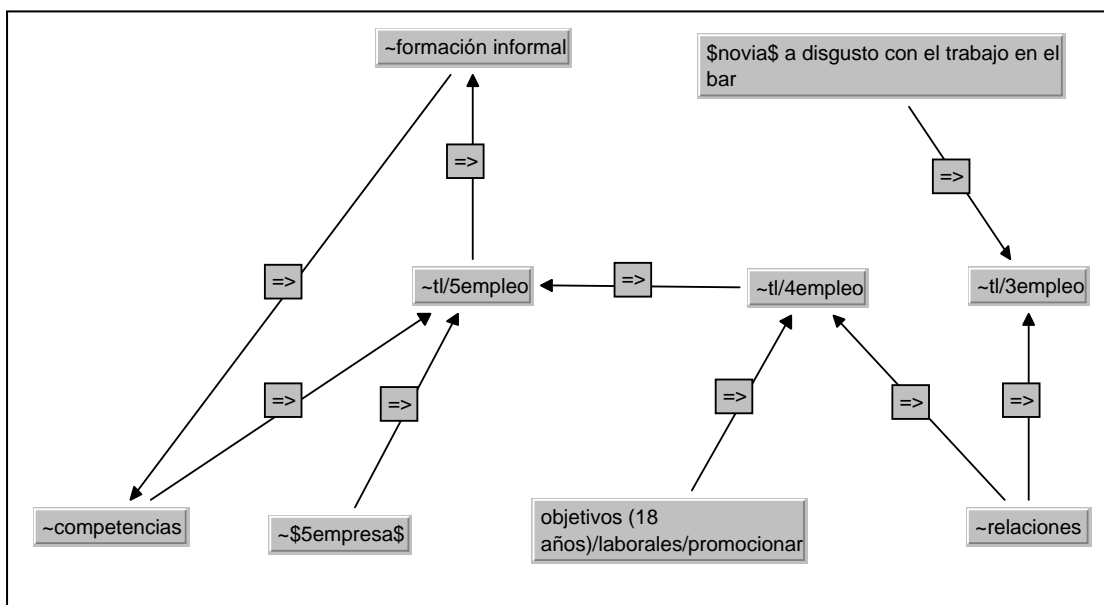 ~formación informal
$novia$ a disgusto con el trabajo en el
bar
=>
=>
=>
~tl/5empleo
=>
~tl/4empleo
~tl/3empleo
=>
=>
=>
=>
=>
~competencias
~$5empresa$
objetivos (18
años)/laborales/promocionar
~relaciones